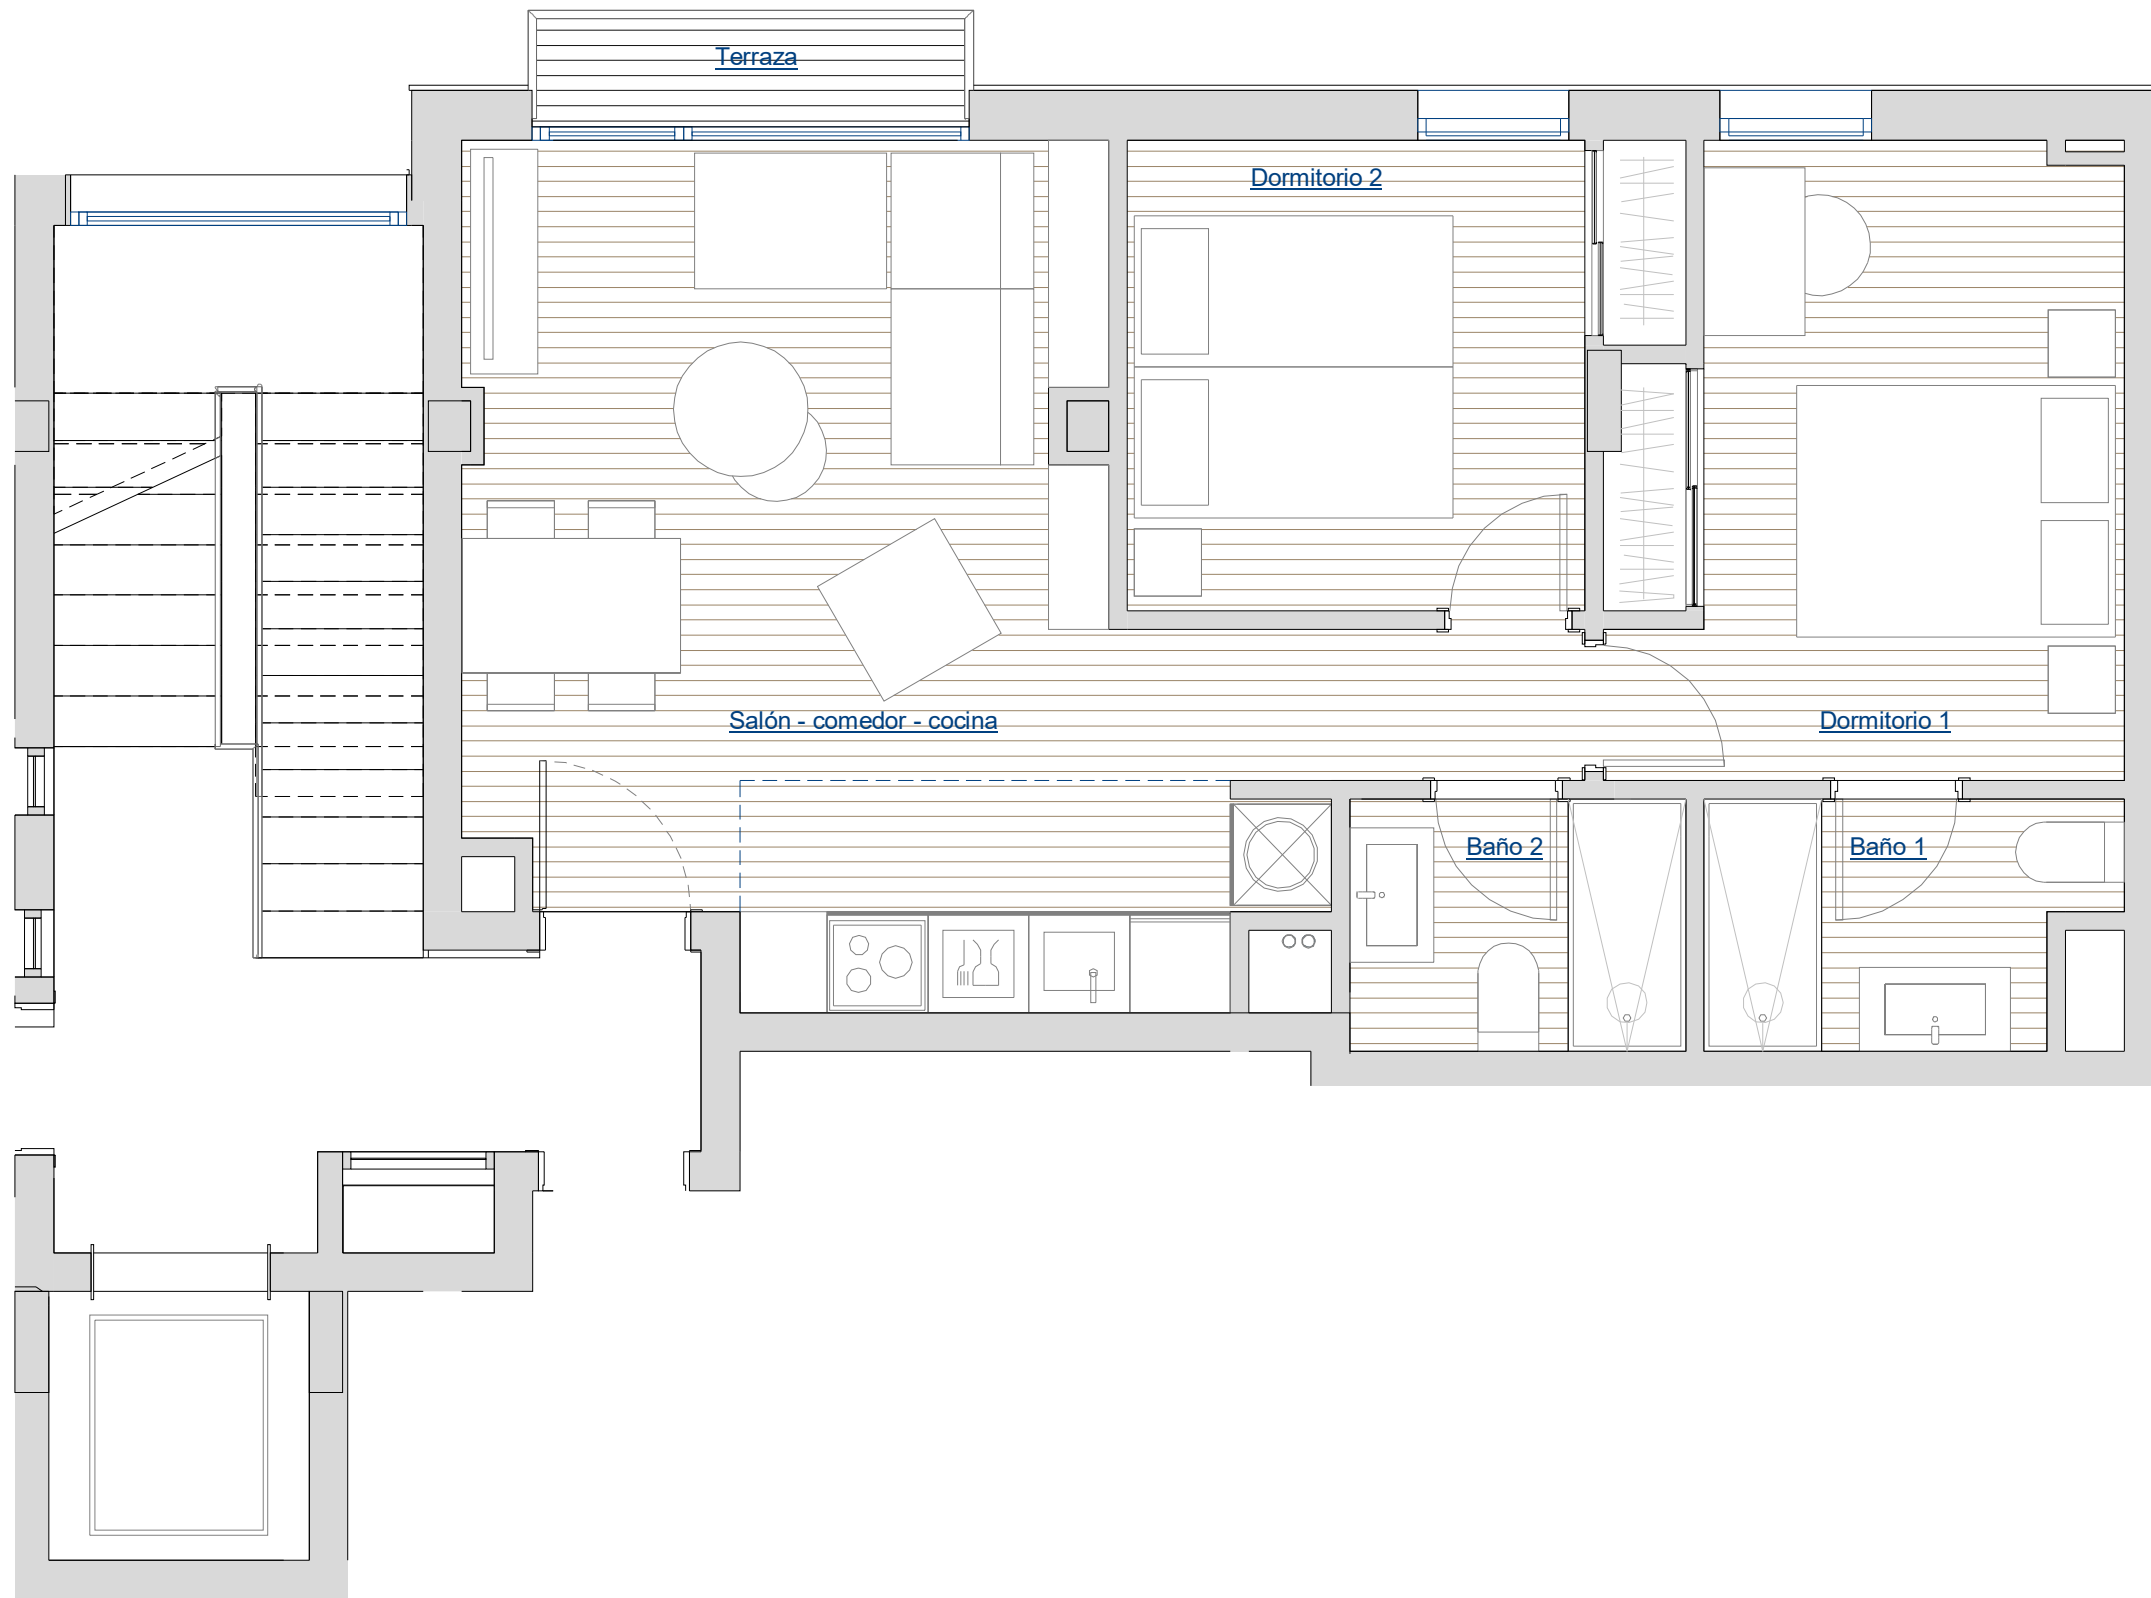 Terraza
Dormitorio 2
Salón - comedor - cocina
Dormitorio 1
Baño 2
Baño 1